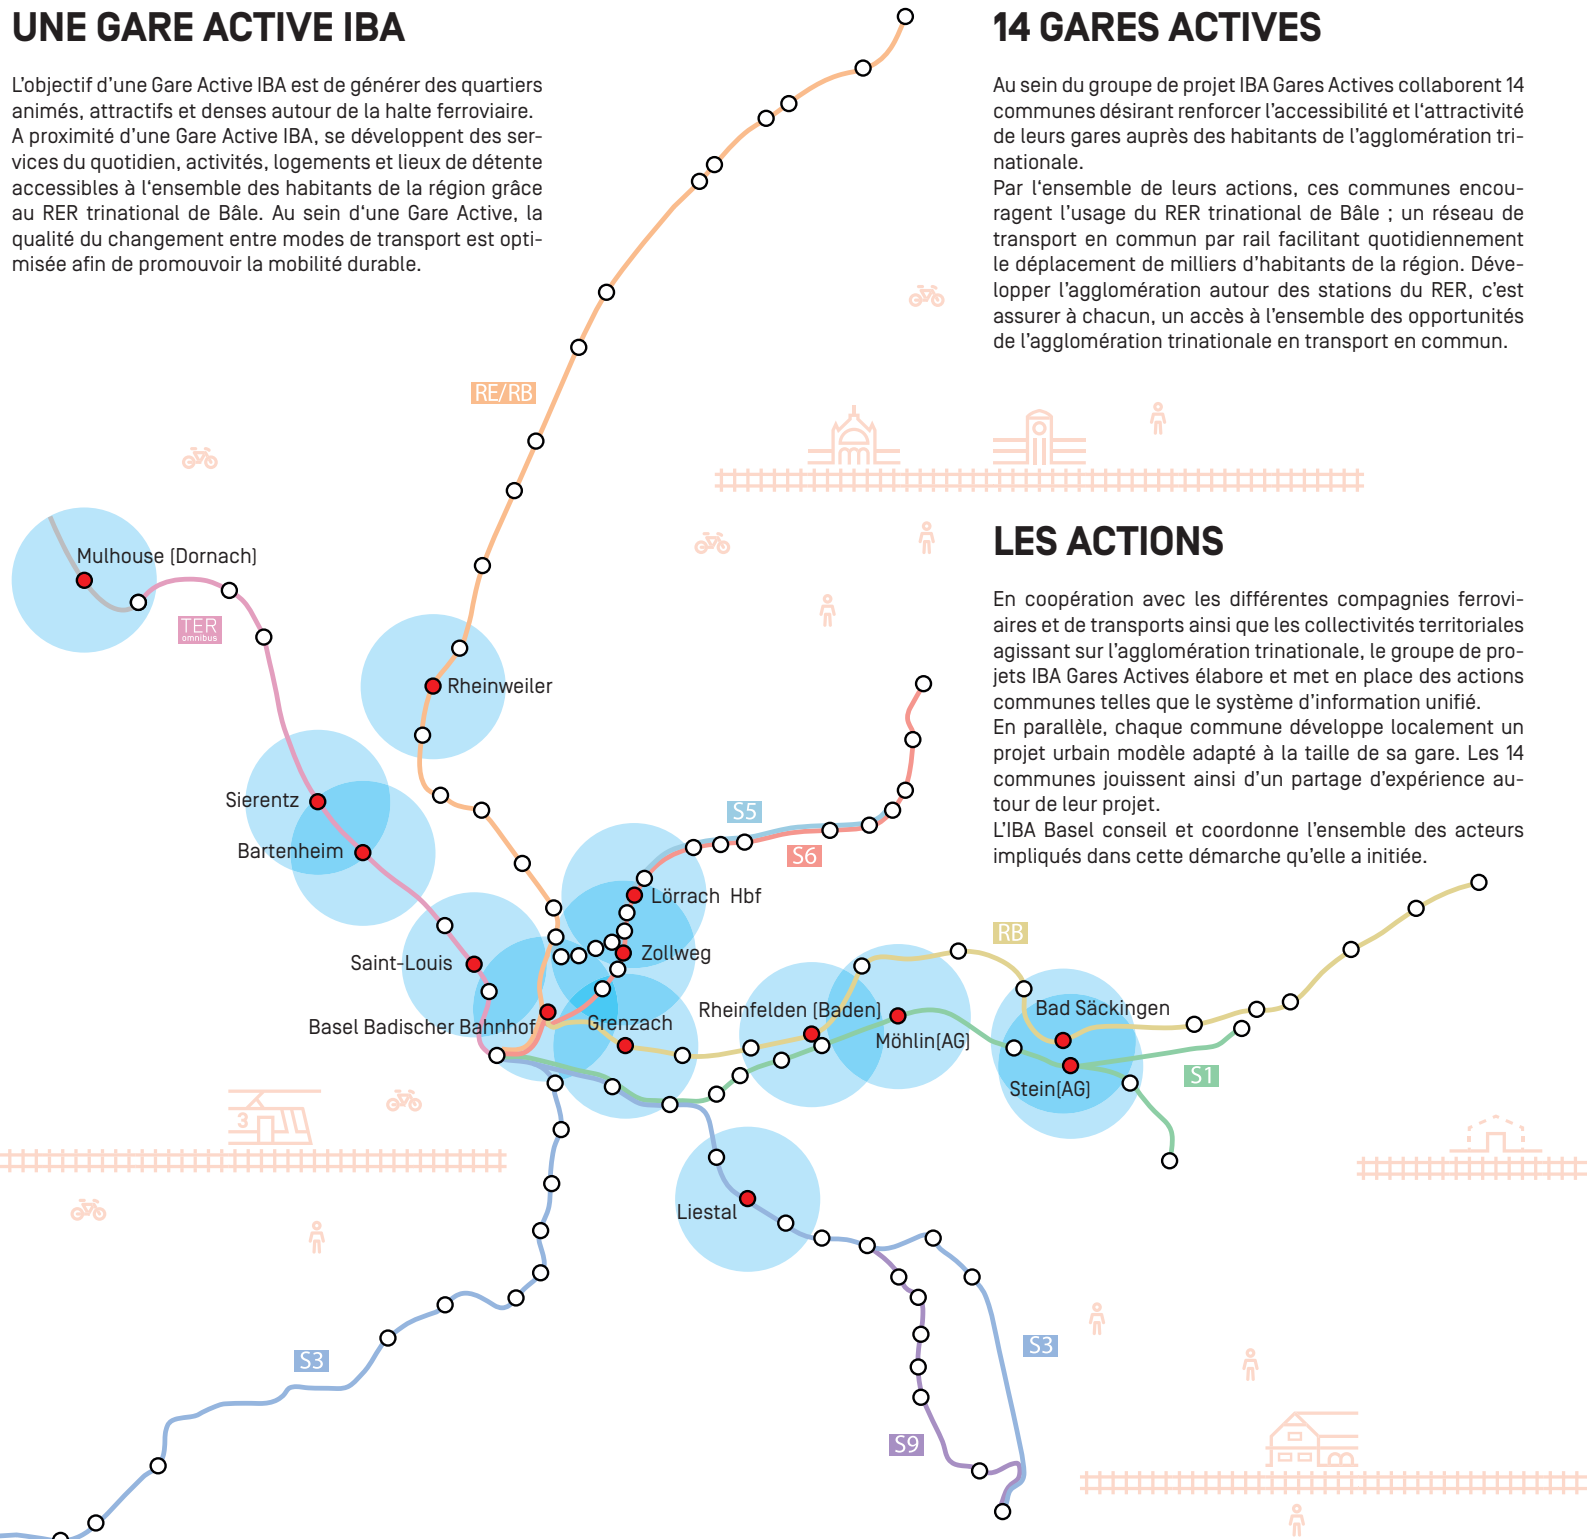 UNE GARE ACTIVE IBA
L'objectif d'une Gare Active IBA est de générer des quartiers
animés, attractifs et denses autour de la halte ferroviaire.
A proximité d'une Gare Active IBA, se développent des ser-
vices du quotidien, activités, logements et lieux de détente
accessibles à l‘ensemble des habitants de la région grâce
au RER trinational de Bâle. Au sein d‘une Gare Active, la
qualité du changement entre modes de transport est opti-
misée afin de promouvoir la mobilité durable.
14 GARES ACTIVES
Au sein du groupe de projet IBA Gares Actives collaborent 14
communes désirant renforcer l'accessibilité et l‘attractivité
de leurs gares auprès des habitants de l'agglomération tri-
nationale.
Par l‘ensemble de leurs actions, ces communes encou-
ragent l'usage du RER trinational de Bâle ; un réseau de
transport en commun par rail facilitant quotidiennement
le déplacement de milliers d'habitants de la région. Déve-
lopper l'agglomération autour des stations du RER, c'est
assurer à chacun, un accès à l'ensemble des opportunités
de l'agglomération trinationale en transport en commun.
LES ACTIONS
En coopération avec les différentes compagnies ferrovi-
aires et de transports ainsi que les collectivités territoriales
agissant sur l'agglomération trinationale, le groupe de pro-
jets IBA Gares Actives élabore et met en place des actions
communes telles que le système d'information unifié.
En parallèle, chaque commune développe localement un
projet urbain modèle adapté à la taille de sa gare. Les 14
communes jouissent ainsi d'un partage d'expérience au-
tour de leur projet.
L'IBA Basel conseil et coordonne l'ensemble des acteurs
impliqués dans cette démarche qu'elle a initiée.
RE/RB
Mulhouse (Dornach)
TER
omnibus
Rheinweiler
Sierentz
Bartenheim
S5
S6
Lörrach Hbf
Zollweg
Saint-Louis
RB
Rheinfelden (Baden)
Bad Säckingen
Basel Badischer Bahnhof
Grenzach
Möhlin(AG)
Stein(AG)
S1
3
Liestal
S3
S3
S9